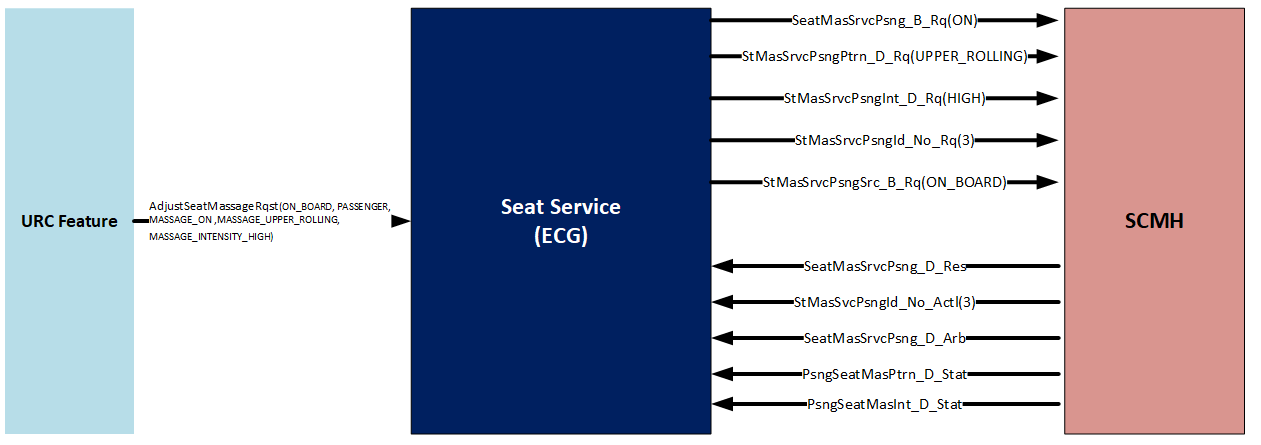 SeatMasSrvcPsng_B_Rq(ON)
StMasSrvcPsngPtrn_D_Rq(UPPER_ROLLING)
StMasSrvcPsngInt_D_Rq(HIGH)
StMasSrvcPsngId_No_Rq(3)
StMasSrvcPsngSrc_B_Rq(ON_BOARD)
URC Feature
AdjustSeatMassageRqst(ON_BOARD, PASSENGER,
MASSAGE_ON ,MASSAGE_UPPER_ROLLING,
MASSAGE_INTENSITY_HIGH)
Seat Service
(ECG)
SCMH
SeatMasSrvcPsng_D_Res
StMasSvcPsngId_No_Actl(3)
SeatMasSrvcPsng_D_Arb
PsngSeatMasPtrn_D_Stat
PsngSeatMasInt_D_Stat